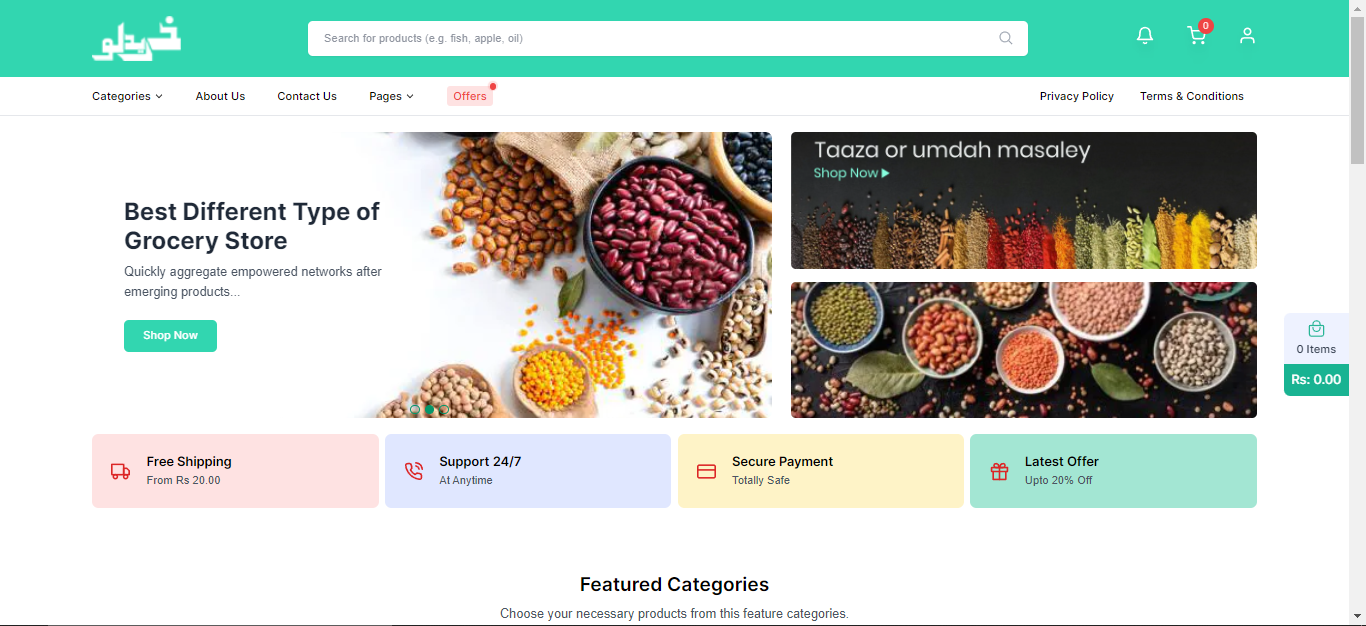 خریدلو
Search for products (e.g. fish, apple, oil)
0
Categories
About Us
Contact Us
Pages
Offers
Privacy Policy
Terms & Conditions
Best Different Type of
Grocery Store
Quickly aggregate empowered networks after
emerging products...
Shop Now
Taaza or umdah masaley
Shop Now
0 Items
Rs: 0.00
Free Shipping
From Rs 20.00
Support 24/7
At Anytime
Secure Payment
Totally Safe
Latest Offer
Upto 20% Off
Featured Categories
Choose your necessary products from this feature categories.